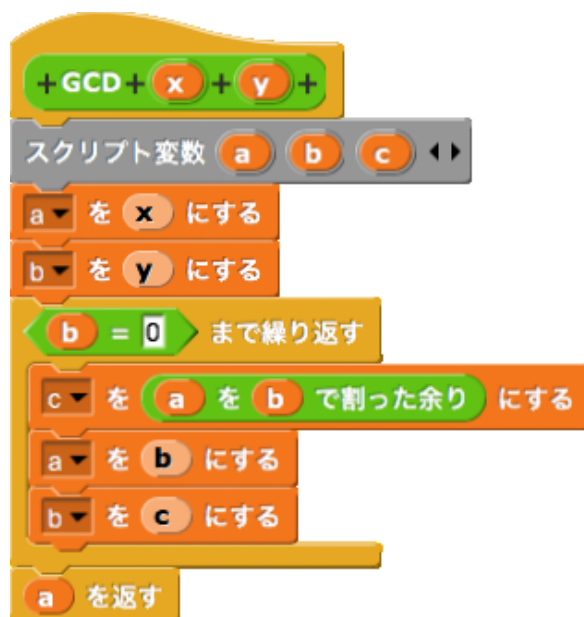 +GCD+ x + y +
スクリプト変数 a b c
a を x にする
b を y にする
b = 0 まで繰り返す
c を a を b で割った余り にする
a を b にする
b を c にする
a を返す